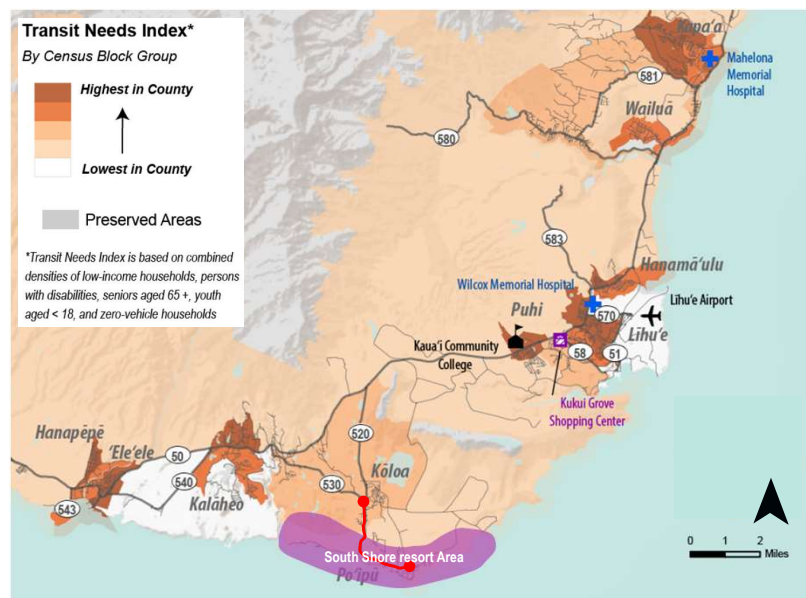 Transit Needs Index*
By Census Block Group
Highest in County
Lowest in County
Preserved Areas
*Transit Needs Index is based on combined
densities of low-income households, persons
with disabilities, seniors aged 65 +, youth
aged < 18, and zero-vehicle households
Kapa'a
Mahelona
Memorial
Hospital
581
Wailuā
580
583
Hanamā'ulu
Wilcox Memorial Hospital
Līhu'e Airport
Puhi
570
Līhu'e
Kaua'i Community
College
58
51
Kukui Grove
Shopping Center
Hanapēpē
'Ele'ele
50
520
Kōloa
540
530
543
Kalāheo
South Shore resort Area
Po'ipū
0 1 2
Miles